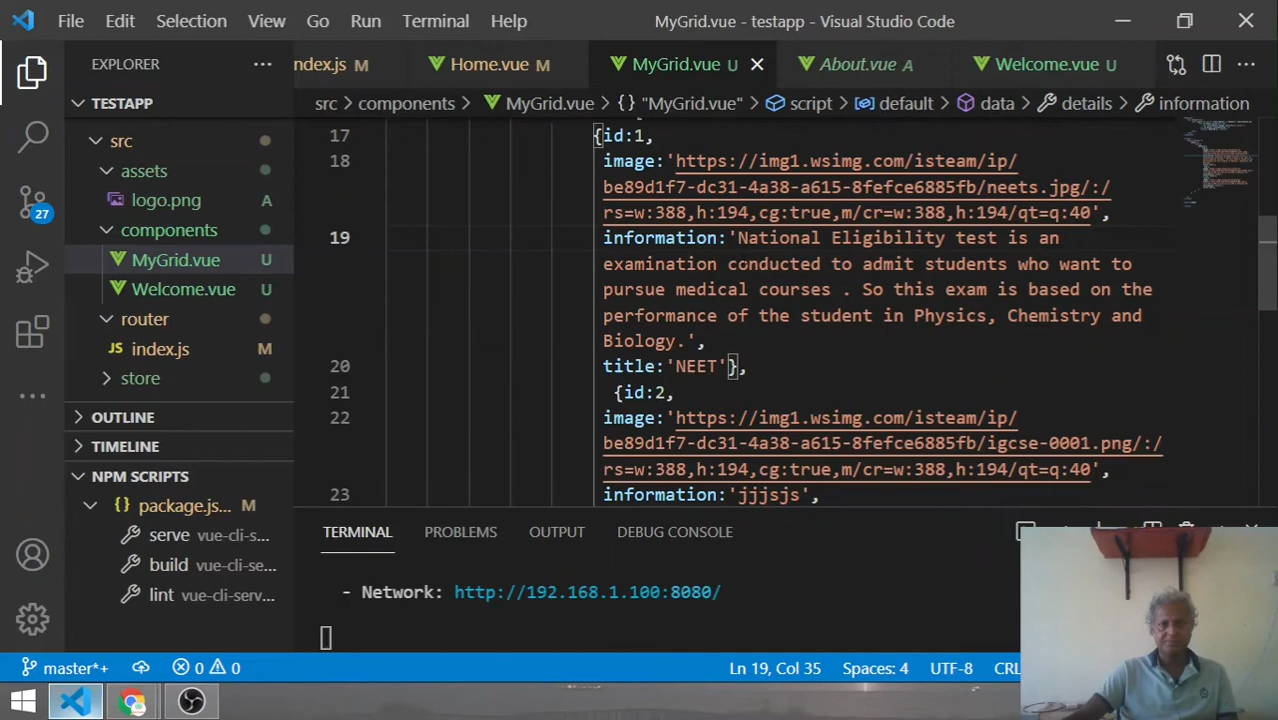 File Edit Selection View Go Run Terminal Help MyGrid.vue - testapp - Visual Studio Code
EXPLORER
ndex.js M Home.vue M MyGrid.vue U About.vue A Welcome.vue U
TESTAPP
src > components > MyGrid.vue > {} "MyGrid.vue" > script > default > data > details > information
src
assets
logo.png A
components
MyGrid.vue U
Welcome.vue U
router
JS index.js M
store
OUTLINE
TIMELINE
NPM SCRIPTS
{} package.js... M
serve vue-cli-s...
build vue-cli-se...
lint vue-cli-serv...
27
17 {id:1,
18 image:'https://img1.wsimg.com/isteam/ip/
be89d1f7-dc31-4a38-a615-8fefce6885fb/neets.jpg/:/
rs=w:388,h:194,cg:true,m/cr=w:388,h:194/qt=q:40',
19 information:'National Eligibility test is an
examination conducted to admit students who want to
pursue medical courses . So this exam is based on the
performance of the student in Physics, Chemistry and
Biology.',
20 title:'NEET'},
21 {id:2,
22 image:'https://img1.wsimg.com/isteam/ip/
be89d1f7-dc31-4a38-a615-8fefce6885fb/igcse-0001.png/:/
rs=w:388,h:194,cg:true,m/cr=w:388,h:194/qt=q:40',
23 information:'jjjsjs',
TERMINAL PROBLEMS OUTPUT DEBUG CONSOLE
- Network: http://192.168.1.100:8080/
master*+ 0 0 Ln 19, Col 35 Spaces: 4 UTF-8 CRL